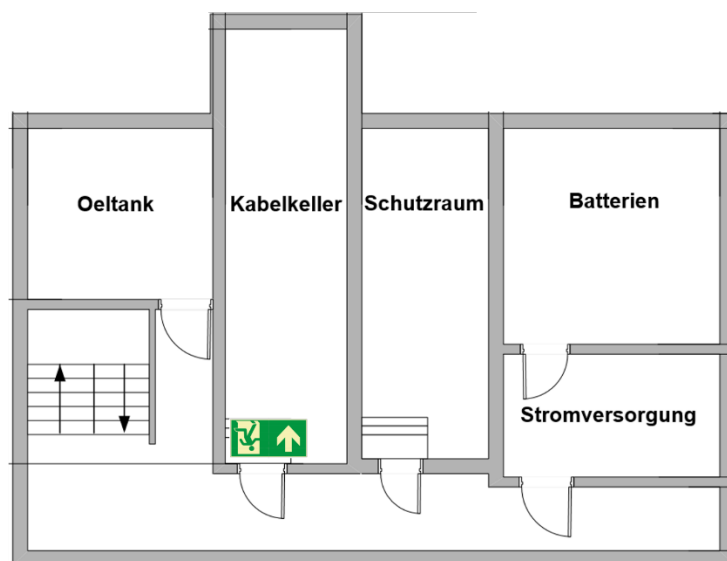 Oeltank
Kabelkeller
Schutzraum
Batterien
Stromversorgung